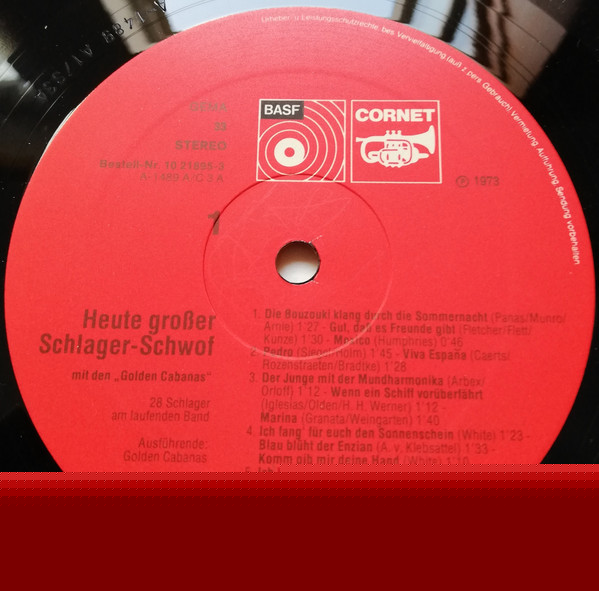 Urheber- u. Leistungsschutzrechte bes. Vervielfältigung (auf z. pers. Gebrauch) Vermietung Aufführung Sendung vorbehalten
BASF
CORNET
33
STEREO
Bestell-Nr. 10 21695-3
℗ 1973
1
Heute großer
Schlager-Schwof
mit den „Golden Cabanas“
28 Schlager
am laufenden Band
Ausführende:
Golden Cabanas
1. Die Bouzouki klang durch die Sommernacht (Panas/Munro/
Arnie) 1'27 - Gut, daß es Freunde gibt (Fletcher/Flett/
Kunze) 1'30 - Mexico (Humphries) 0'46
2. Pedro 1'45 - Viva España (Caerts/
Rozenstraeten/Bradtke) 1'28
3. Der Junge mit der Mundharmonika (Arbex/
Orloff) 1'12 - Wenn ein Schiff vorüberfährt
(Iglesias/Olden/H. H. Werner) 1'12 -
Marina (Granata/Weingarten) 1'40
4. Ich fang' für euch den Sonnenschein (White) 1'23 -
Blau blüht der Enzian (A. v. Klebsattel) 1'33 -
Komm gib mir deine Hand (White) 1'10